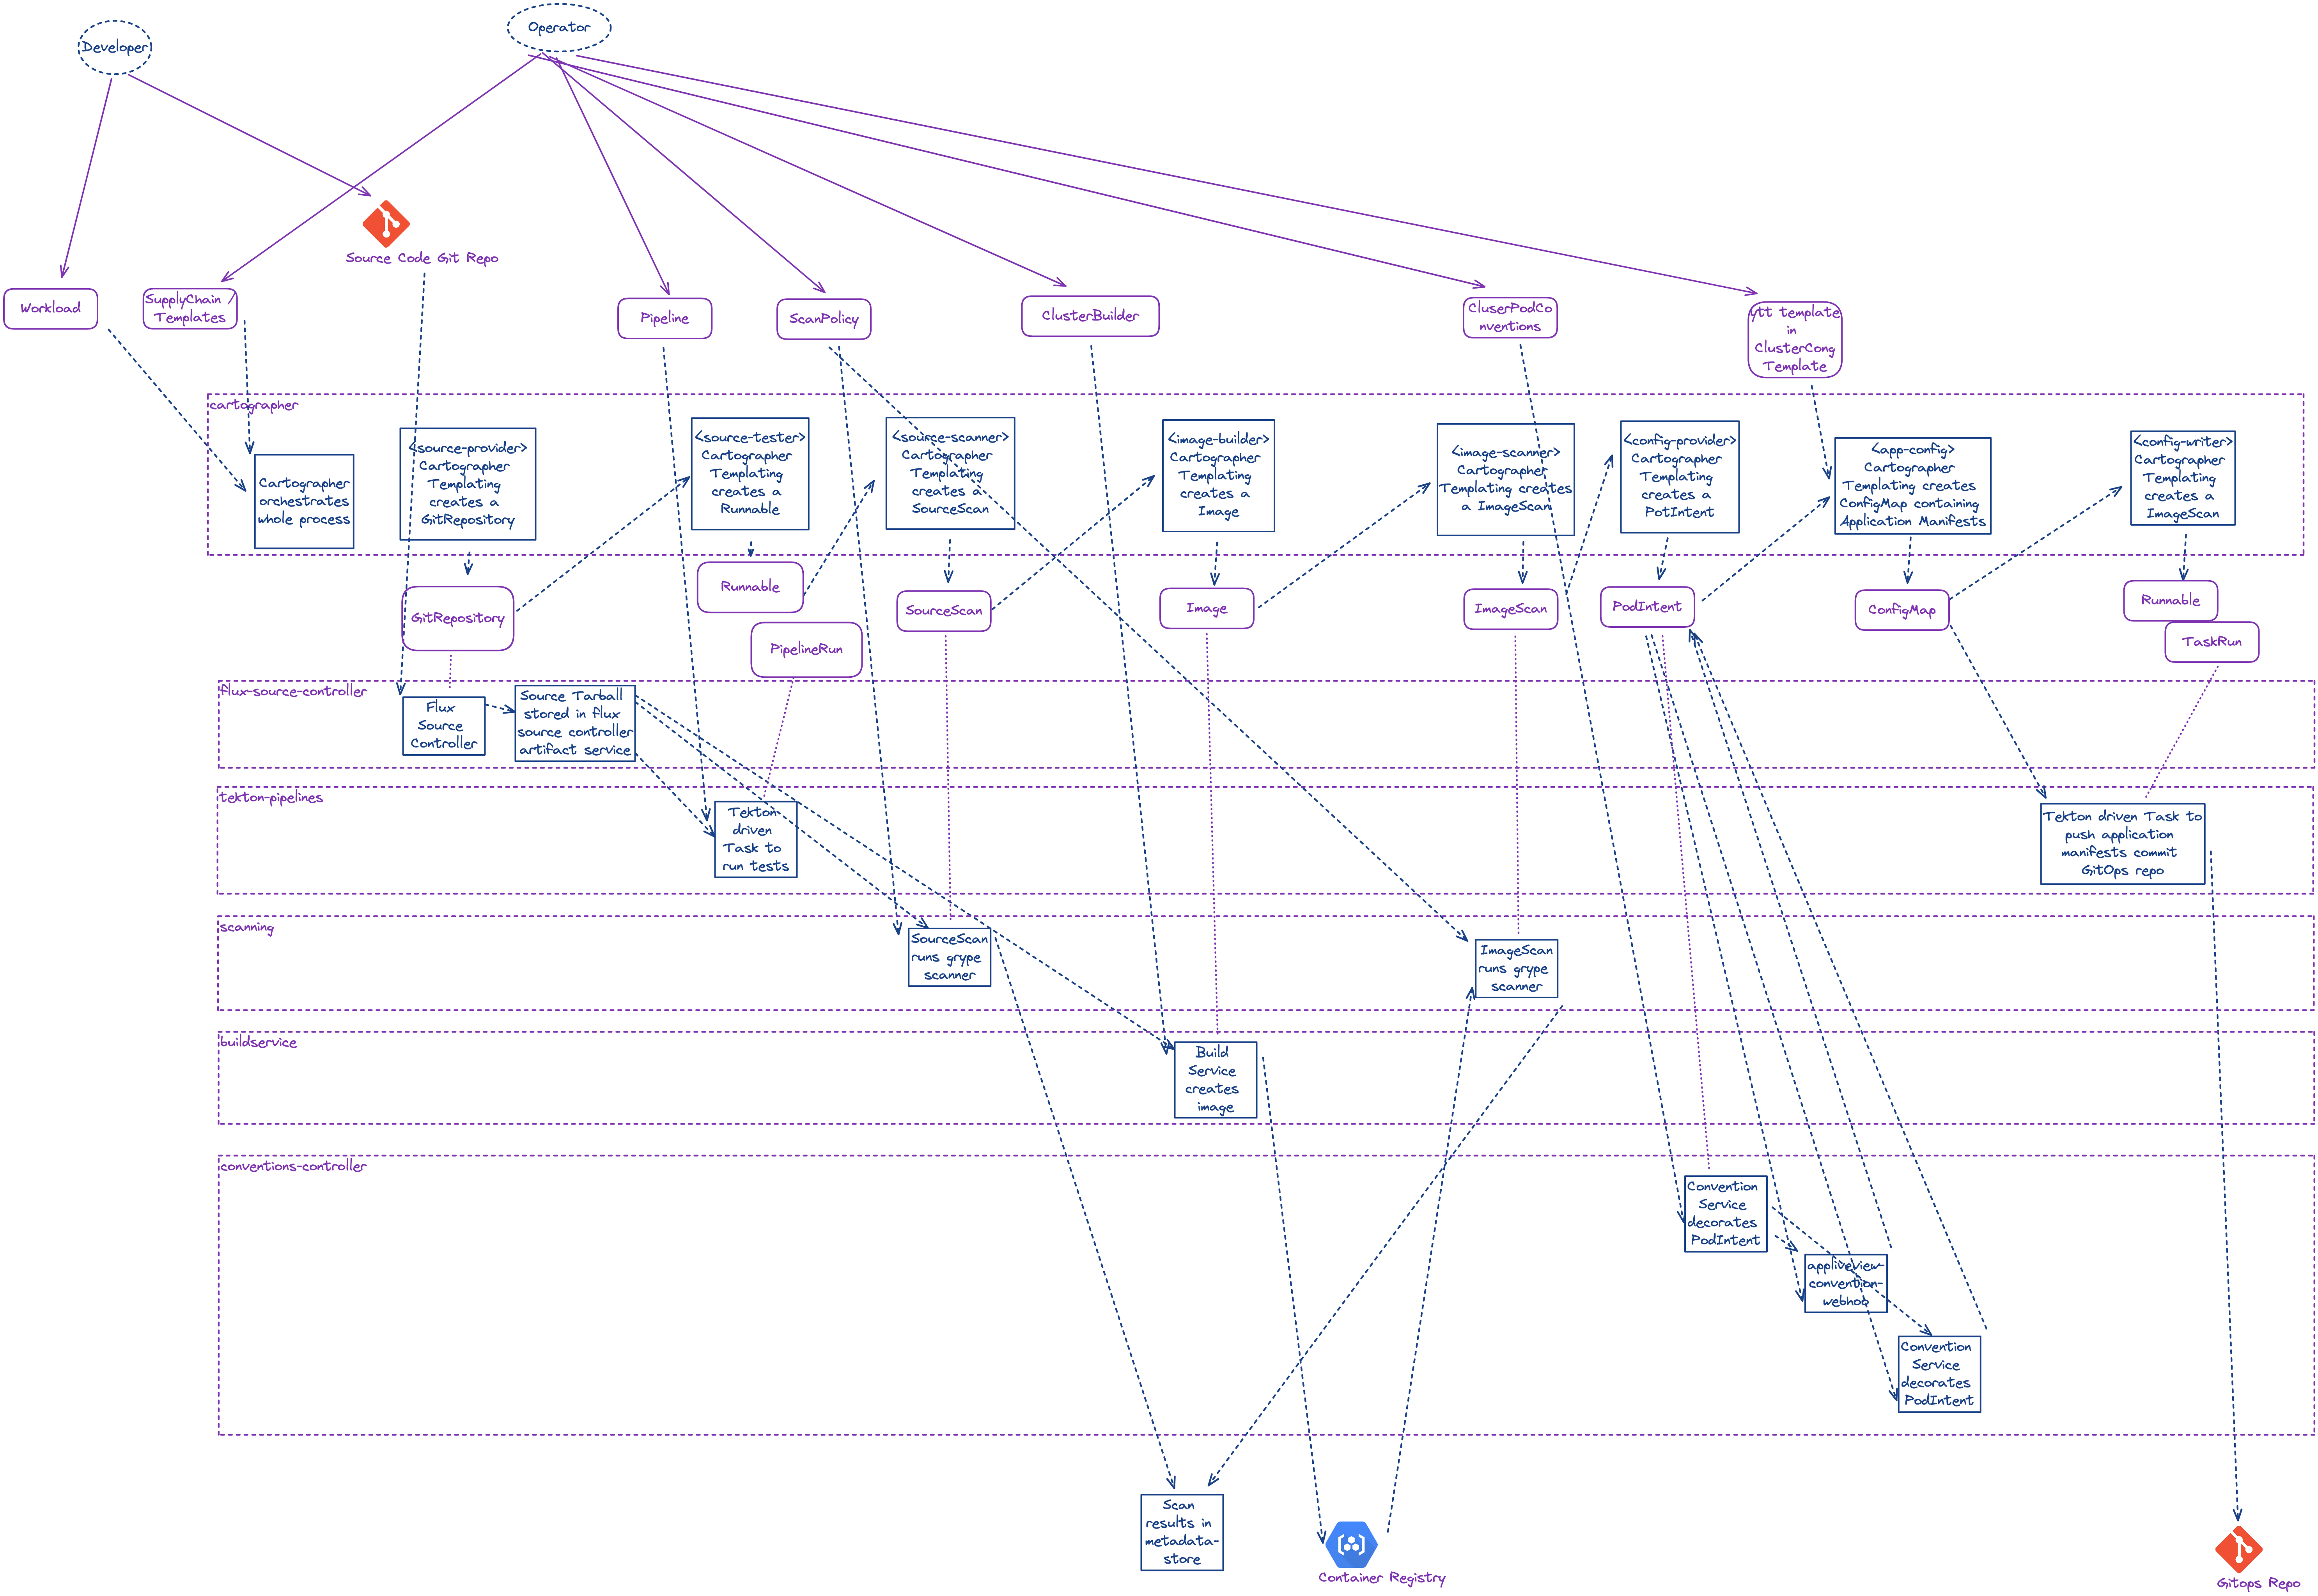 Developer
Operator
Source Code Git Repo
Workload
SupplyChain /
Templates
Pipeline
ScanPolicy
ClusterBuilder
CluserPodCo
nventions
ytt template
in
ClusterCong
Template
cartographer
Cartographer
orchestrates
whole process
<source-provider>
Cartographer
Templating
creates a
GitRepository
<source-tester>
Cartographer
Templating
creates a
Runnable
<source-scanner>
Cartographer
Templating
creates a
SourceScan
<image-builder>
Cartographer
Templating
creates a
Image
<image-scanner>
Cartographer
Templating creates
a ImageScan
<config-provider>
Cartographer
Templating
creates a
PotIntent
<app-config>
Cartographer
Templating creates
ConfigMap containing
Application Manifests
<config-writer>
Cartographer
Templating
creates a
ImageScan
GitRepository
Runnable
PipelineRun
SourceScan
Image
ImageScan
PodIntent
ConfigMap
Runnable
TaskRun
flux-source-controller
Flux
Source
Controller
Source Tarball
stored in flux
source controller
artifact service
tekton-pipelines
Tekton
driven
Task to
run tests
Tekton driven Task to
push application
manifests commit
GitOps repo
scanning
SourceScan
runs grype
scanner
ImageScan
runs grype
scanner
buildservice
Build
Service
creates
image
conventions-controller
Convention
Service
decorates
PodIntent
appliveview-
convention-
webhoo
Convention
Service
decorates
PodIntent
Scan
results in
metadata-
store
Container Registry
Gitops Repo